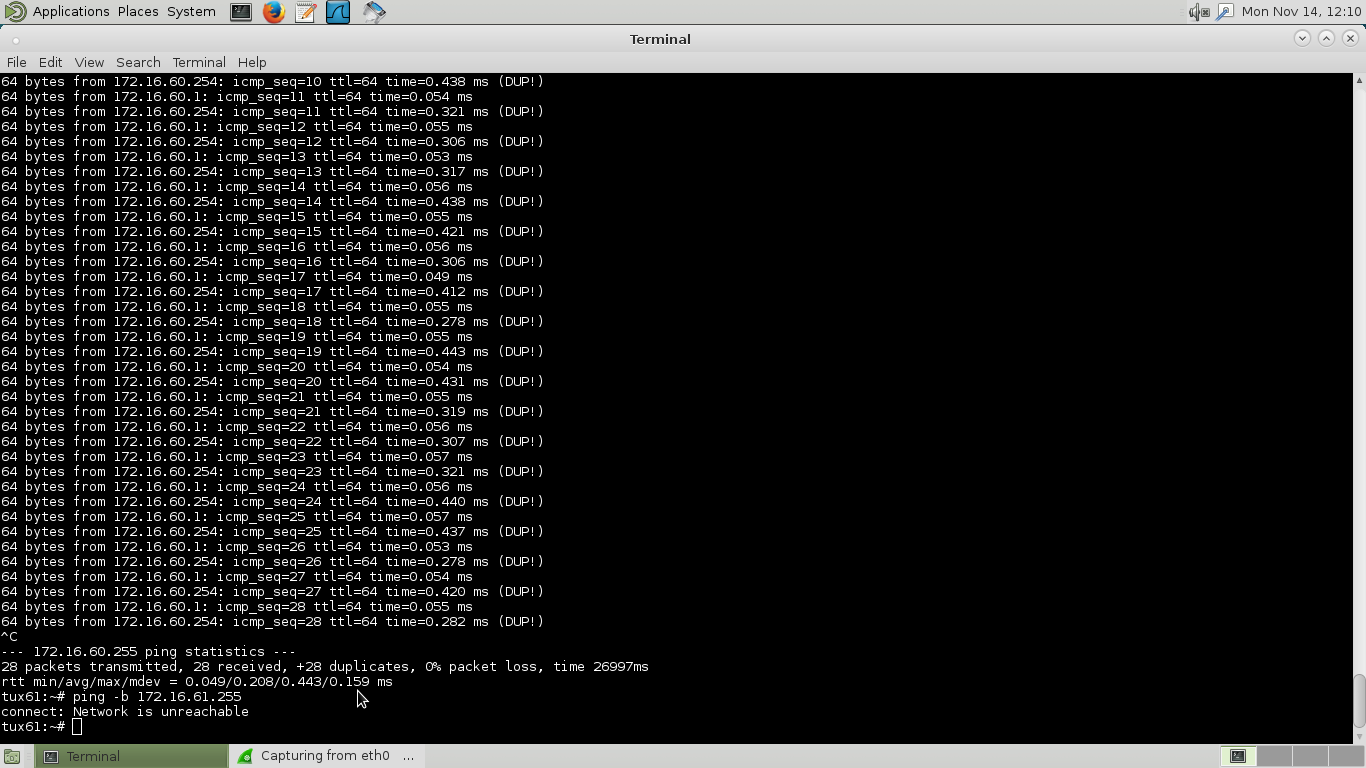 Applications Places System Mon Nov 14, 12:10
Terminal
File Edit View Search Terminal Help
64 bytes from 172.16.60.254: icmp_seq=10 ttl=64 time=0.438 ms (DUP!)
64 bytes from 172.16.60.1: icmp_seq=11 ttl=64 time=0.054 ms
64 bytes from 172.16.60.254: icmp_seq=11 ttl=64 time=0.321 ms (DUP!)
64 bytes from 172.16.60.1: icmp_seq=12 ttl=64 time=0.055 ms
64 bytes from 172.16.60.254: icmp_seq=12 ttl=64 time=0.306 ms (DUP!)
64 bytes from 172.16.60.1: icmp_seq=13 ttl=64 time=0.053 ms
64 bytes from 172.16.60.254: icmp_seq=13 ttl=64 time=0.317 ms (DUP!)
64 bytes from 172.16.60.1: icmp_seq=14 ttl=64 time=0.056 ms
64 bytes from 172.16.60.254: icmp_seq=14 ttl=64 time=0.438 ms (DUP!)
64 bytes from 172.16.60.1: icmp_seq=15 ttl=64 time=0.055 ms
64 bytes from 172.16.60.254: icmp_seq=15 ttl=64 time=0.421 ms (DUP!)
64 bytes from 172.16.60.1: icmp_seq=16 ttl=64 time=0.056 ms
64 bytes from 172.16.60.254: icmp_seq=16 ttl=64 time=0.306 ms (DUP!)
64 bytes from 172.16.60.1: icmp_seq=17 ttl=64 time=0.049 ms
64 bytes from 172.16.60.254: icmp_seq=17 ttl=64 time=0.412 ms (DUP!)
64 bytes from 172.16.60.1: icmp_seq=18 ttl=64 time=0.055 ms
64 bytes from 172.16.60.254: icmp_seq=18 ttl=64 time=0.278 ms (DUP!)
64 bytes from 172.16.60.1: icmp_seq=19 ttl=64 time=0.055 ms
64 bytes from 172.16.60.254: icmp_seq=19 ttl=64 time=0.443 ms (DUP!)
64 bytes from 172.16.60.1: icmp_seq=20 ttl=64 time=0.054 ms
64 bytes from 172.16.60.254: icmp_seq=20 ttl=64 time=0.431 ms (DUP!)
64 bytes from 172.16.60.1: icmp_seq=21 ttl=64 time=0.055 ms
64 bytes from 172.16.60.254: icmp_seq=21 ttl=64 time=0.319 ms (DUP!)
64 bytes from 172.16.60.1: icmp_seq=22 ttl=64 time=0.056 ms
64 bytes from 172.16.60.254: icmp_seq=22 ttl=64 time=0.307 ms (DUP!)
64 bytes from 172.16.60.1: icmp_seq=23 ttl=64 time=0.057 ms
64 bytes from 172.16.60.254: icmp_seq=23 ttl=64 time=0.321 ms (DUP!)
64 bytes from 172.16.60.1: icmp_seq=24 ttl=64 time=0.056 ms
64 bytes from 172.16.60.254: icmp_seq=24 ttl=64 time=0.440 ms (DUP!)
64 bytes from 172.16.60.1: icmp_seq=25 ttl=64 time=0.057 ms
64 bytes from 172.16.60.254: icmp_seq=25 ttl=64 time=0.437 ms (DUP!)
64 bytes from 172.16.60.1: icmp_seq=26 ttl=64 time=0.053 ms
64 bytes from 172.16.60.254: icmp_seq=26 ttl=64 time=0.278 ms (DUP!)
64 bytes from 172.16.60.1: icmp_seq=27 ttl=64 time=0.054 ms
64 bytes from 172.16.60.254: icmp_seq=27 ttl=64 time=0.420 ms (DUP!)
64 bytes from 172.16.60.1: icmp_seq=28 ttl=64 time=0.055 ms
64 bytes from 172.16.60.254: icmp_seq=28 ttl=64 time=0.282 ms (DUP!)
^C
--- 172.16.60.255 ping statistics ---
28 packets transmitted, 28 received, +28 duplicates, 0% packet loss, time 26997ms
rtt min/avg/max/mdev = 0.049/0.208/0.443/0.159 ms
tux61:~# ping -b 172.16.61.255
connect: Network is unreachable
tux61:~#
Terminal Capturing from eth0 ...